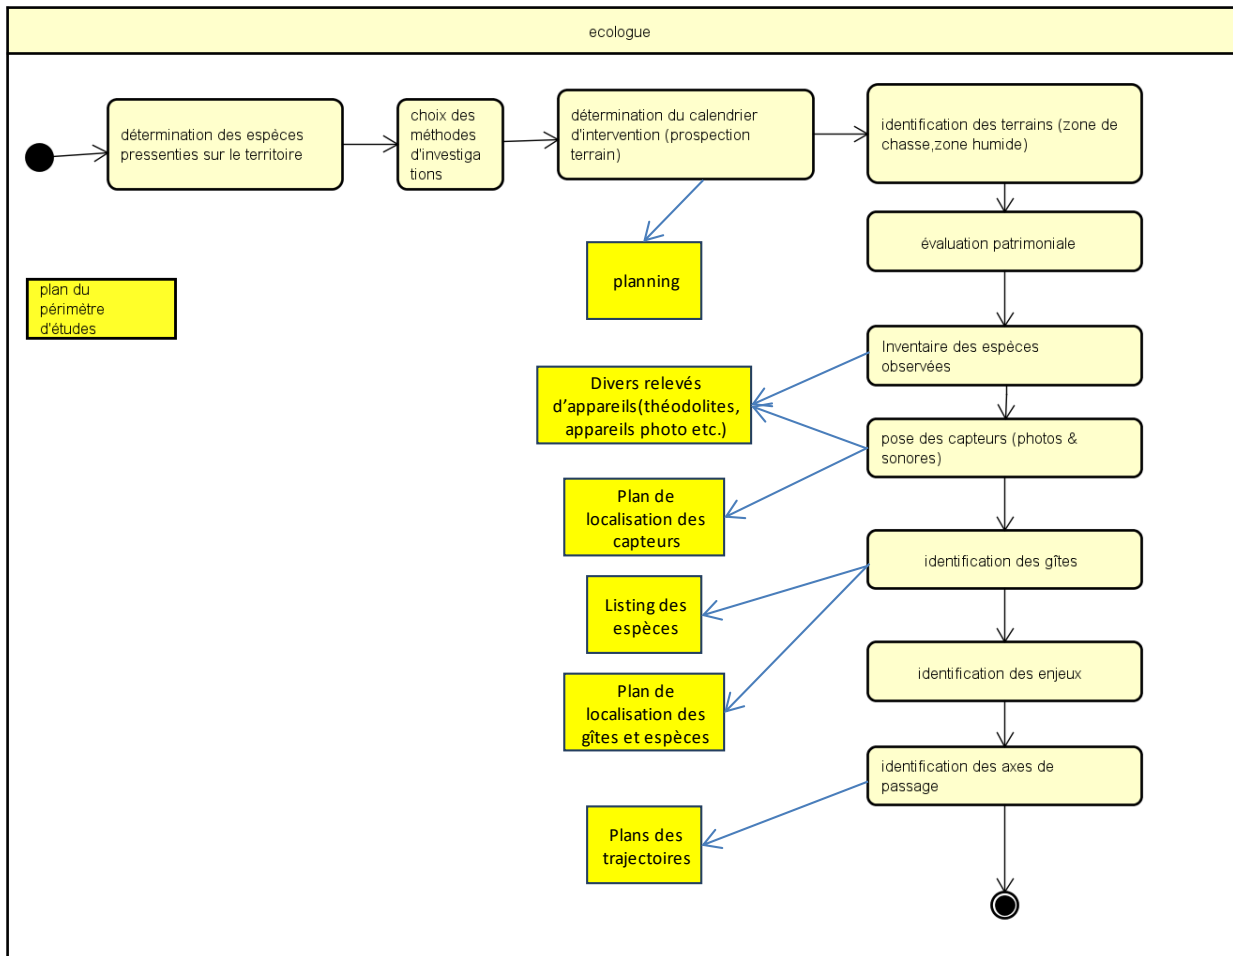 ecologue
détermination des espèces
pressenties sur le territoire
choix des
méthodes
d'investiga
tions
détermination du calendrier
d'intervention (prospection
terrain)
identification des terrains (zone de
chasse,zone humide)
évaluation patrimoniale
planning
plan du
périmètre
d'études
Inventaire des espèces
observées
Divers relevés
d’appareils(théodolites,
appareils photo etc.)
pose des capteurs (photos &
sonores)
Plan de
localisation des
capteurs
identification des gîtes
Listing des
espèces
identification des enjeux
Plan de
localisation des
gîtes et espèces
identification des axes de
passage
Plans des
trajectoires